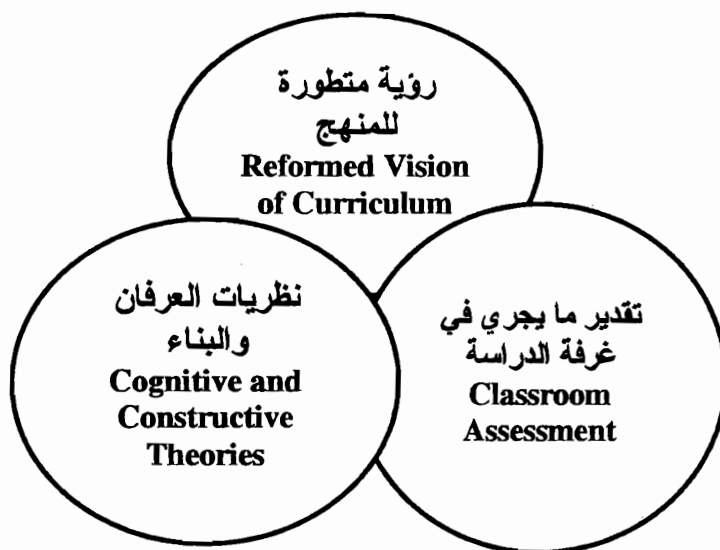 رؤية متطورة
للمنهج
Reformed Vision
of Curriculum
نظريات العرفان
والبناء
Cognitive and
Constructive
Theories
تقدير ما يجري في
غرفة الدراسة
Classroom
Assessment